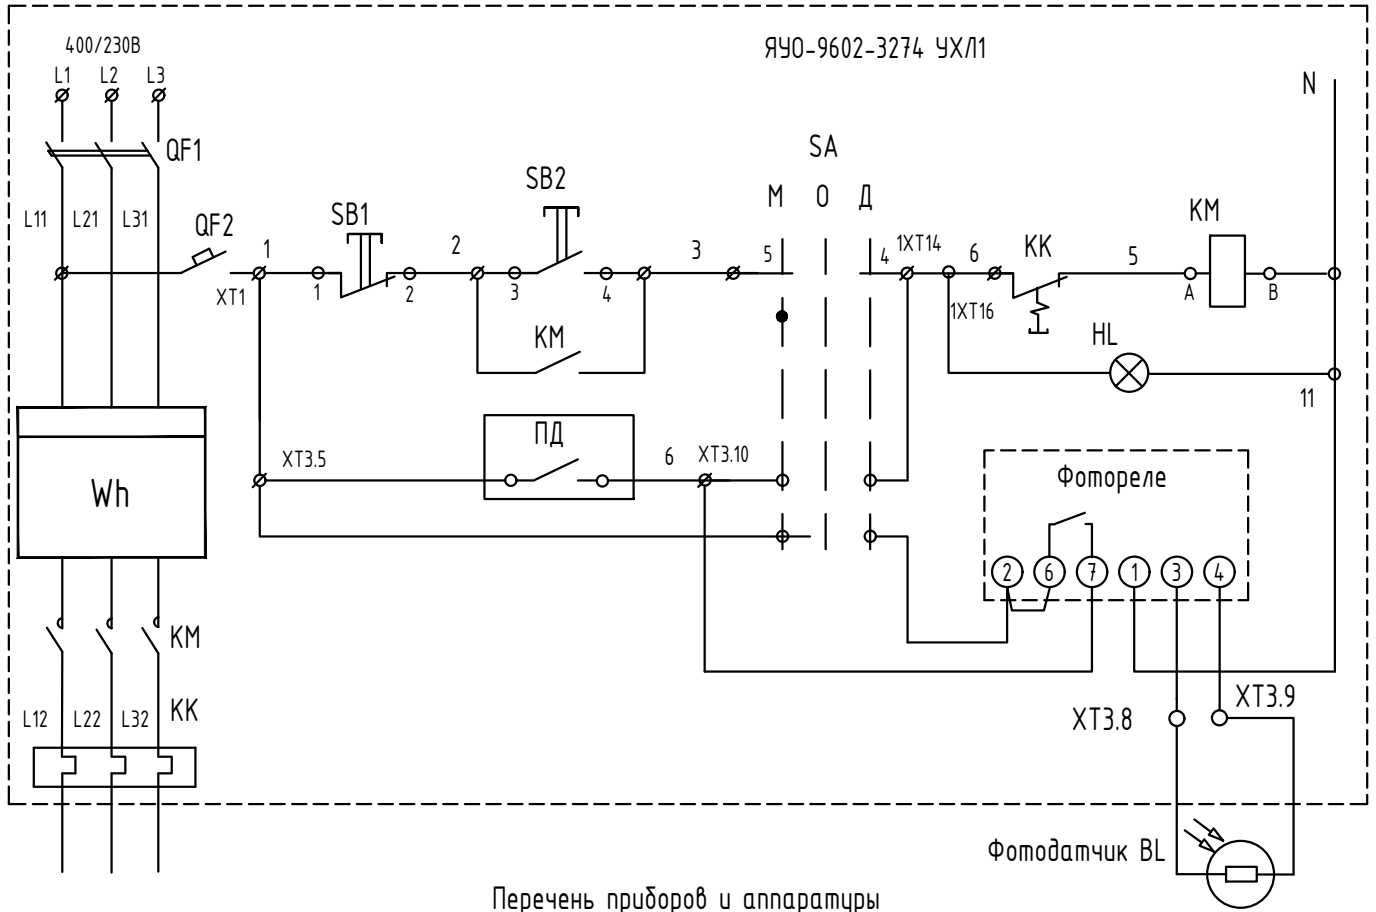 400/230В
ЯУО-9602-3274 УХЛ1
L1 L2 L3
N
QF1
SA
SB2
М О Д
L11 L21 L31
QF2
SB1
KM
1 2 3 5 4 1XT14 6 KK 5
XT1 1 2 3 4 1XT16 A B
KM
HL
11
ПД
XT3.5 6 XT3.10
Фотореле
Wh
2 6 7 1 3 4
KM
L12 L22 L32 KK
XT3.8 XT3.9
Фотодатчик BL
Перечень приборов и аппаратуры